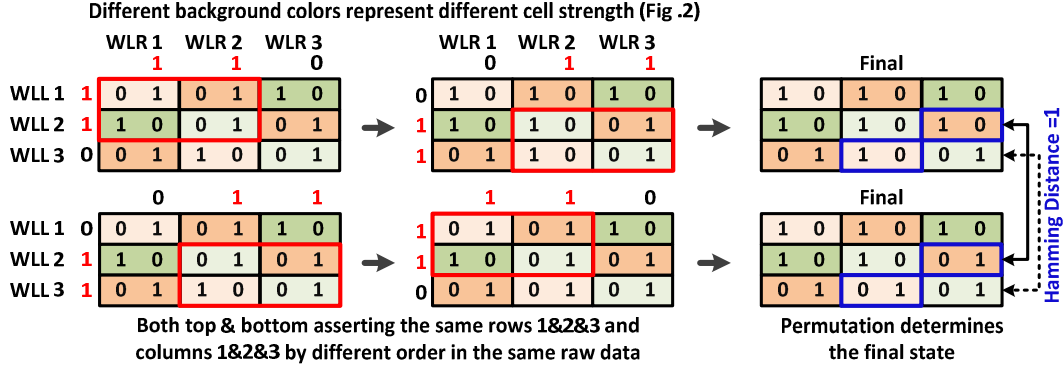 Different background colors represent different cell strength (Fig .2)
WLR 1 WLR 2 WLR 3
1 1 0
WLL 1 1 0 1 0 1 1 0
WLL 2 1 1 0 0 1 0 1
WLL 3 0 0 1 1 0 0 1
WLR 1 WLR 2 WLR 3
0 1 1
0 1 0 1 0 1 0
1 1 0 1 0 0 1
1 0 1 1 0 0 1
Final
1 0 1 0 1 0
1 0 1 0 1 0
0 1 1 0 0 1
0 1 1
WLL 1 0 0 1 0 1 1 0
WLL 2 1 1 0 0 1 0 1
WLL 3 1 0 1 1 0 0 1
1 1 0
1 0 1 0 1 1 0
1 1 0 0 1 0 1
0 0 1 0 1 0 1
Final
0 1 0 1 1 0
1 0 1 0 0 1
0 1 0 1 0 1
Hamming Distance =1
Both top & bottom asserting the same rows 1&2&3 and
columns 1&2&3 by different order in the same raw data
Permutation determines
the final state